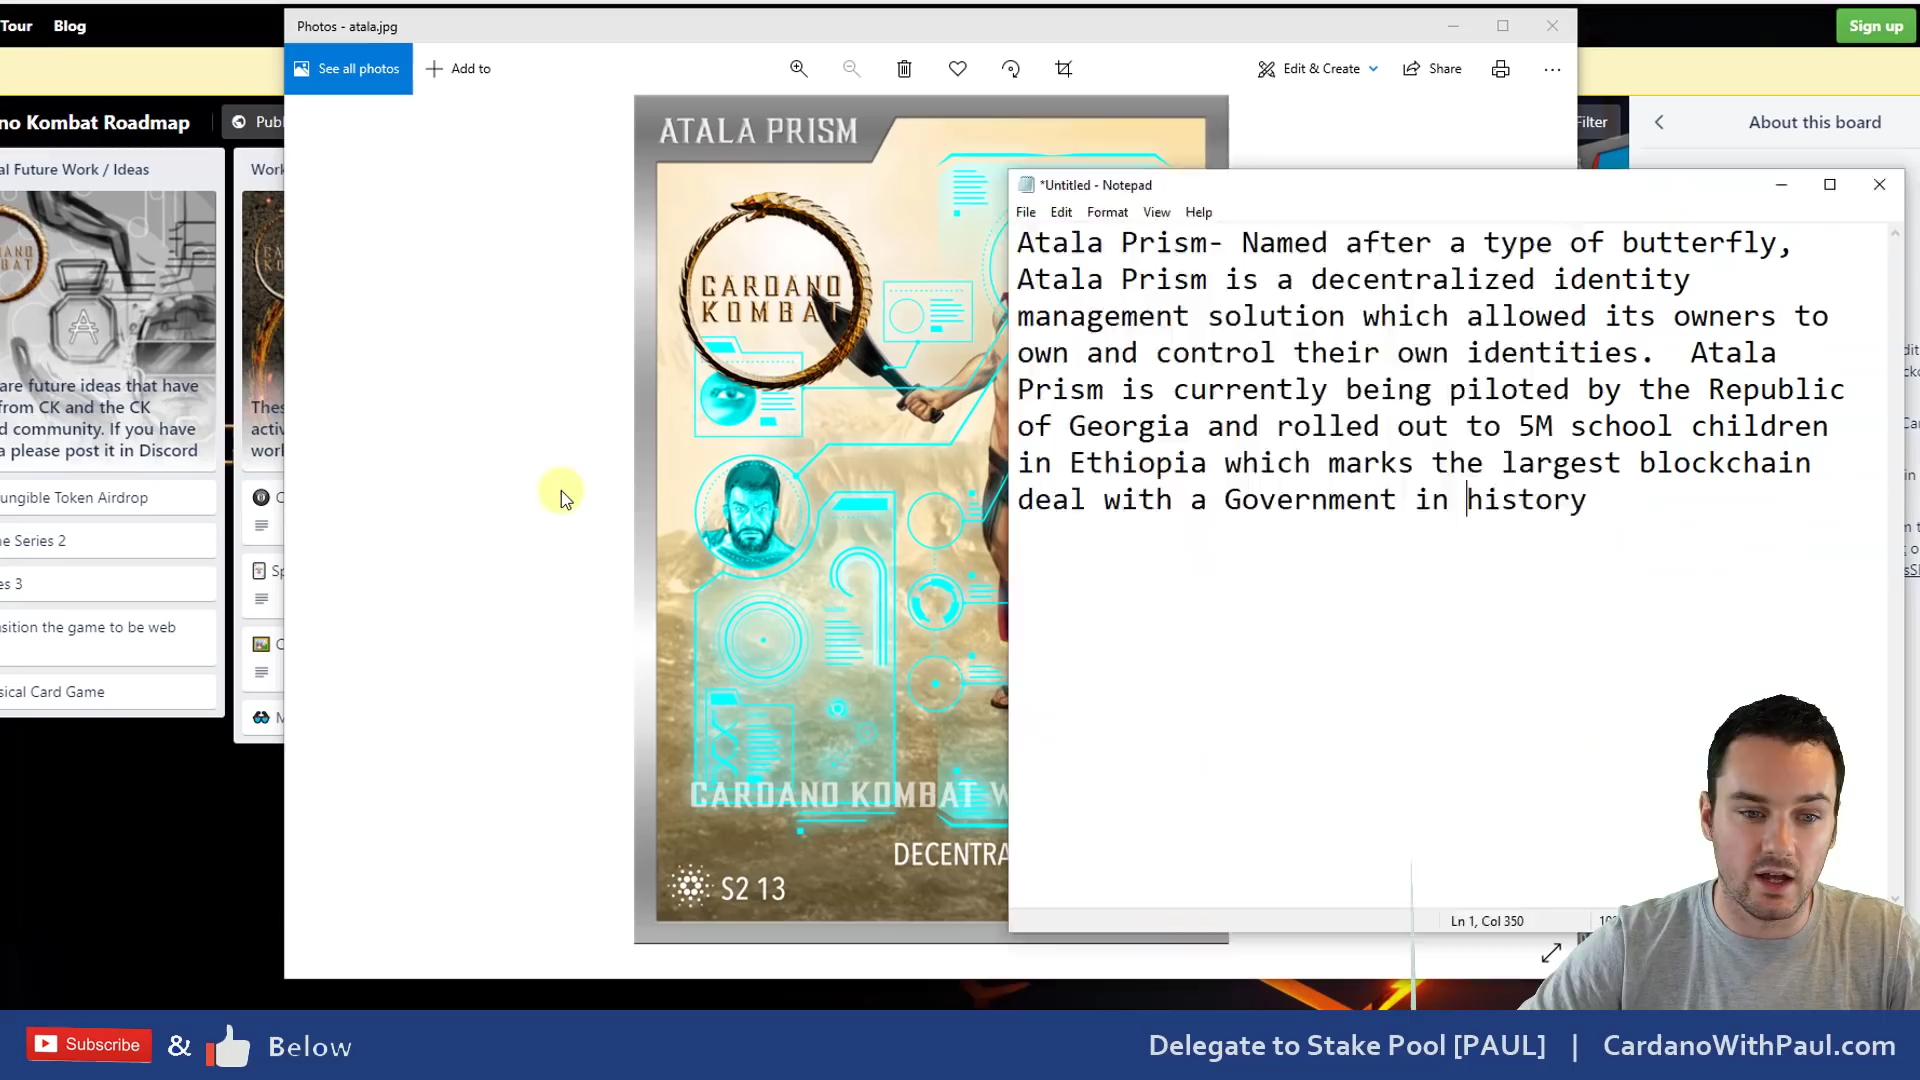 Tour Blog
Sign up
Photos - atala.jpg
See all photos
Add to
Edit & Create
Share
no Kombat Roadmap
Publ
Filter
About this board
al Future Work / Ideas
Work
are future ideas that have
from CK and the CK
d community. If you have
a please post it in Discord
ungible Token Airdrop
e Series 2
es 3
sition the game to be web
sical Card Game
ATALA PRISM
CARDANO
KOMBAT
CARDANO KOMBAT W
DECENTRA
S2 13
*Untitled - Notepad
File Edit Format View Help
Atala Prism- Named after a type of butterfly,
Atala Prism is a decentralized identity
management solution which allowed its owners to
own and control their own identities.  Atala
Prism is currently being piloted by the Republic
of Georgia and rolled out to 5M school children
in Ethiopia which marks the largest blockchain
deal with a Government in history
Ln 1, Col 350
Subscribe & Below
Delegate to Stake Pool [PAUL] | CardanoWithPaul.com